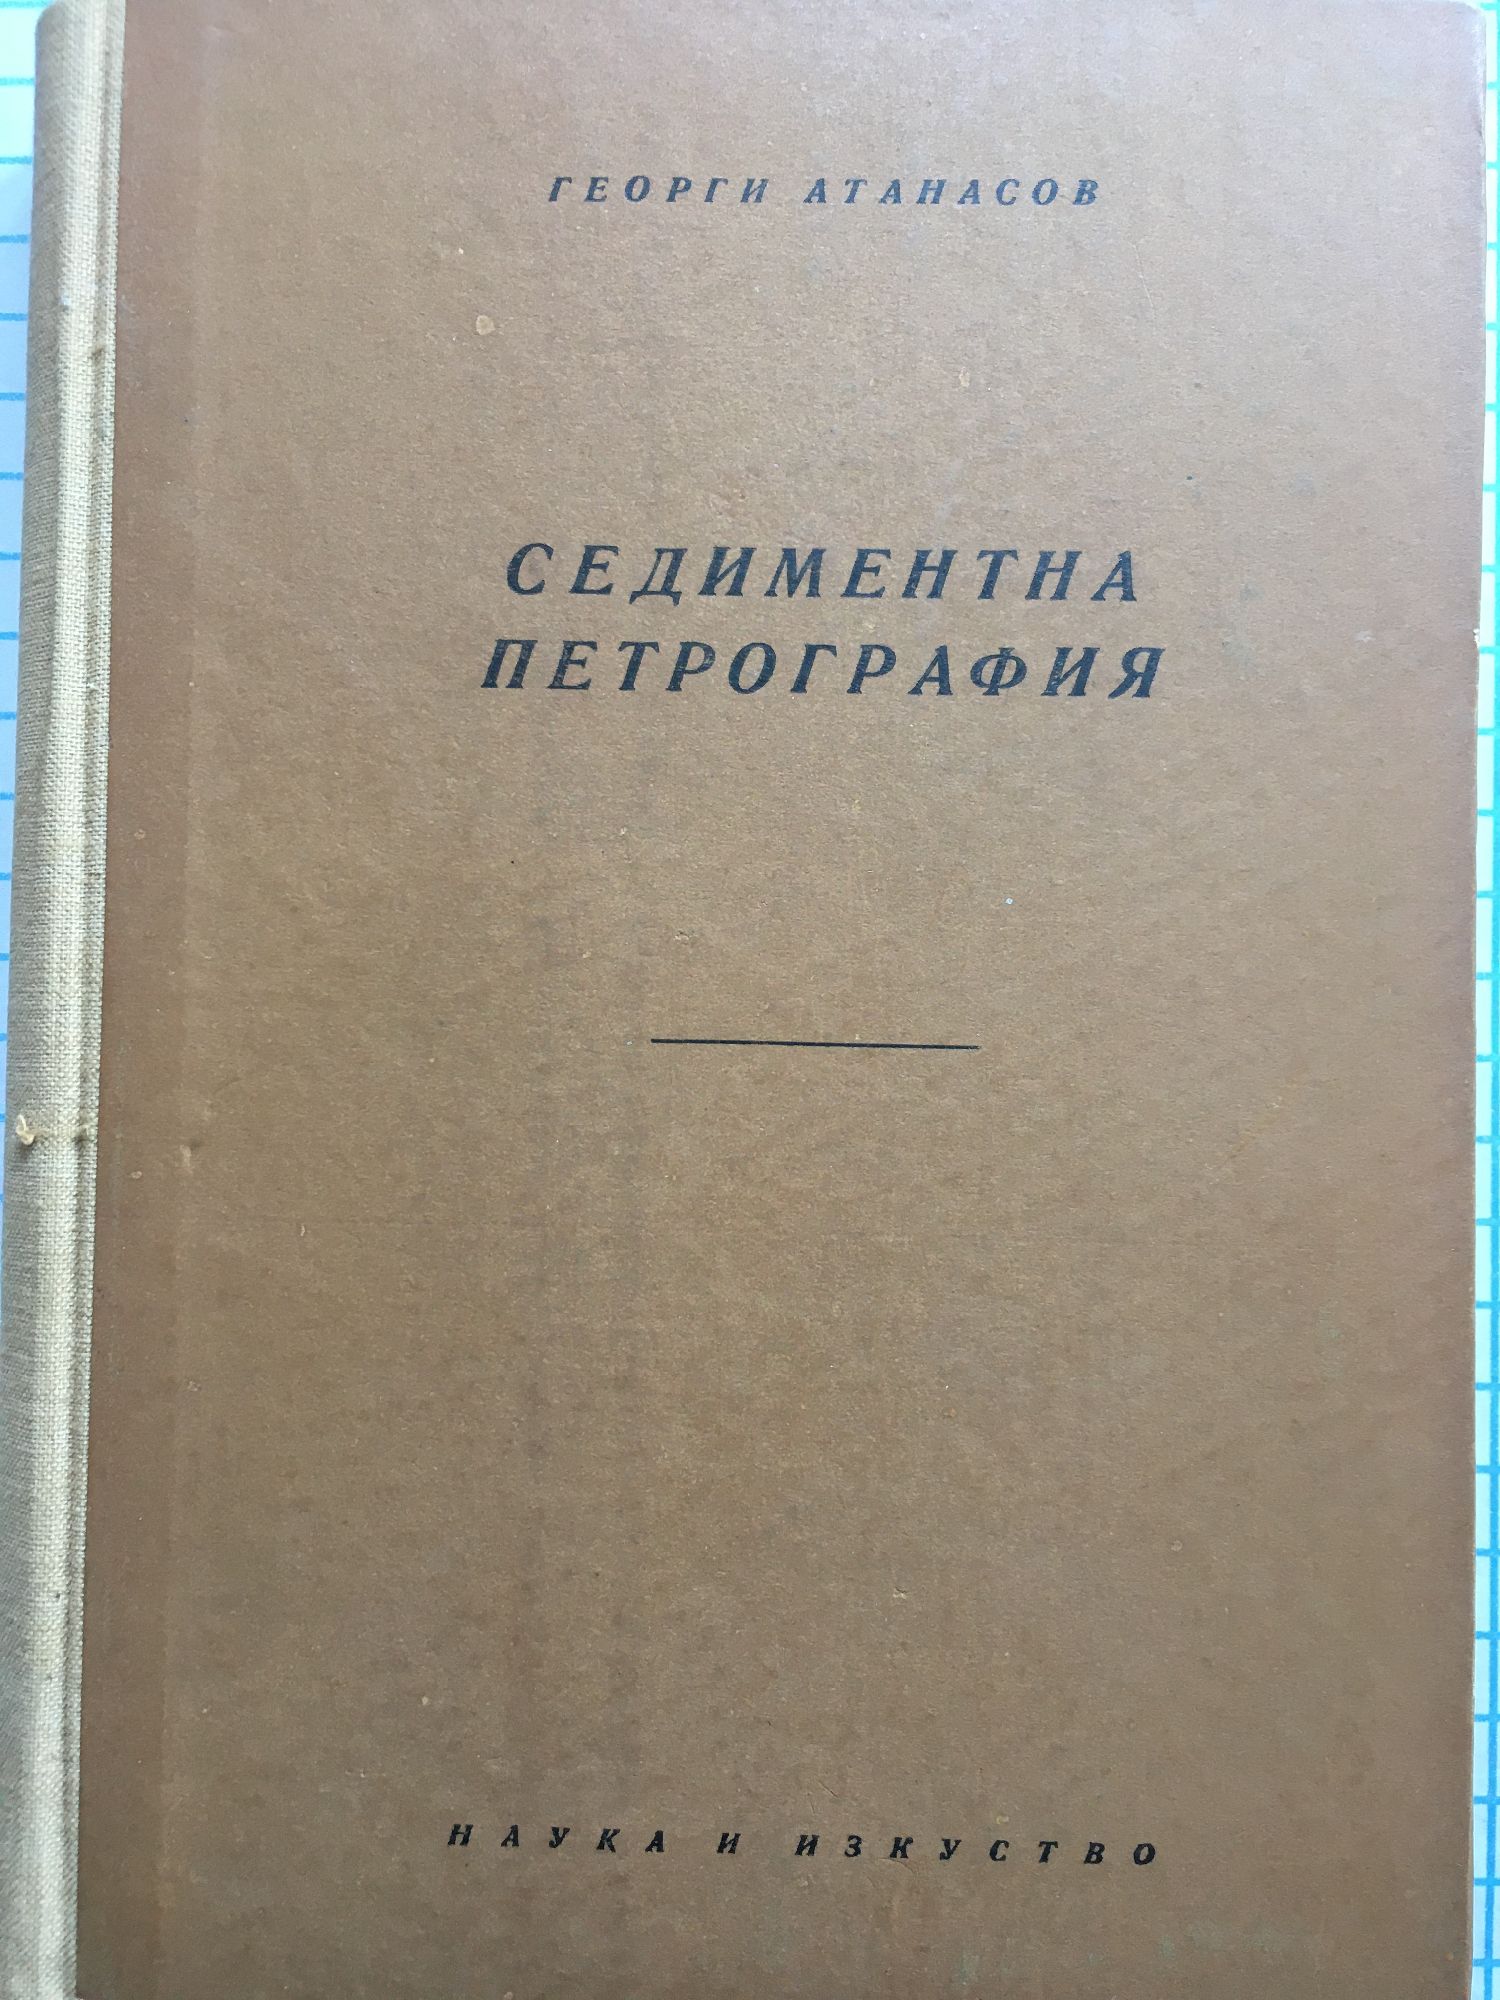 ГЕОРГИ АТАНАСОВ
СЕДИМЕНТНА
ПЕТРОГРАФИЯ
НАУКА И ИЗКУСТВО